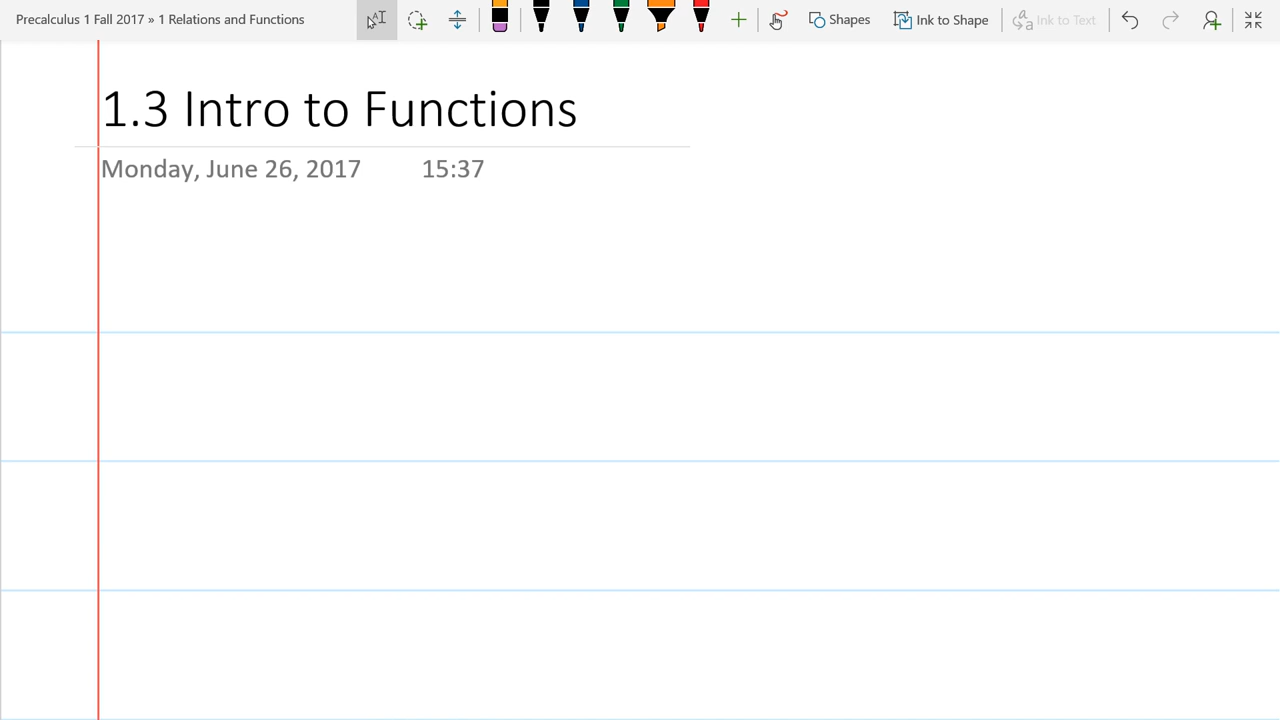 Precalculus 1 Fall 2017 » 1 Relations and Functions
Shapes
Ink to Shape
Ink to Text
1.3 Intro to Functions
Monday, June 26, 2017 15:37